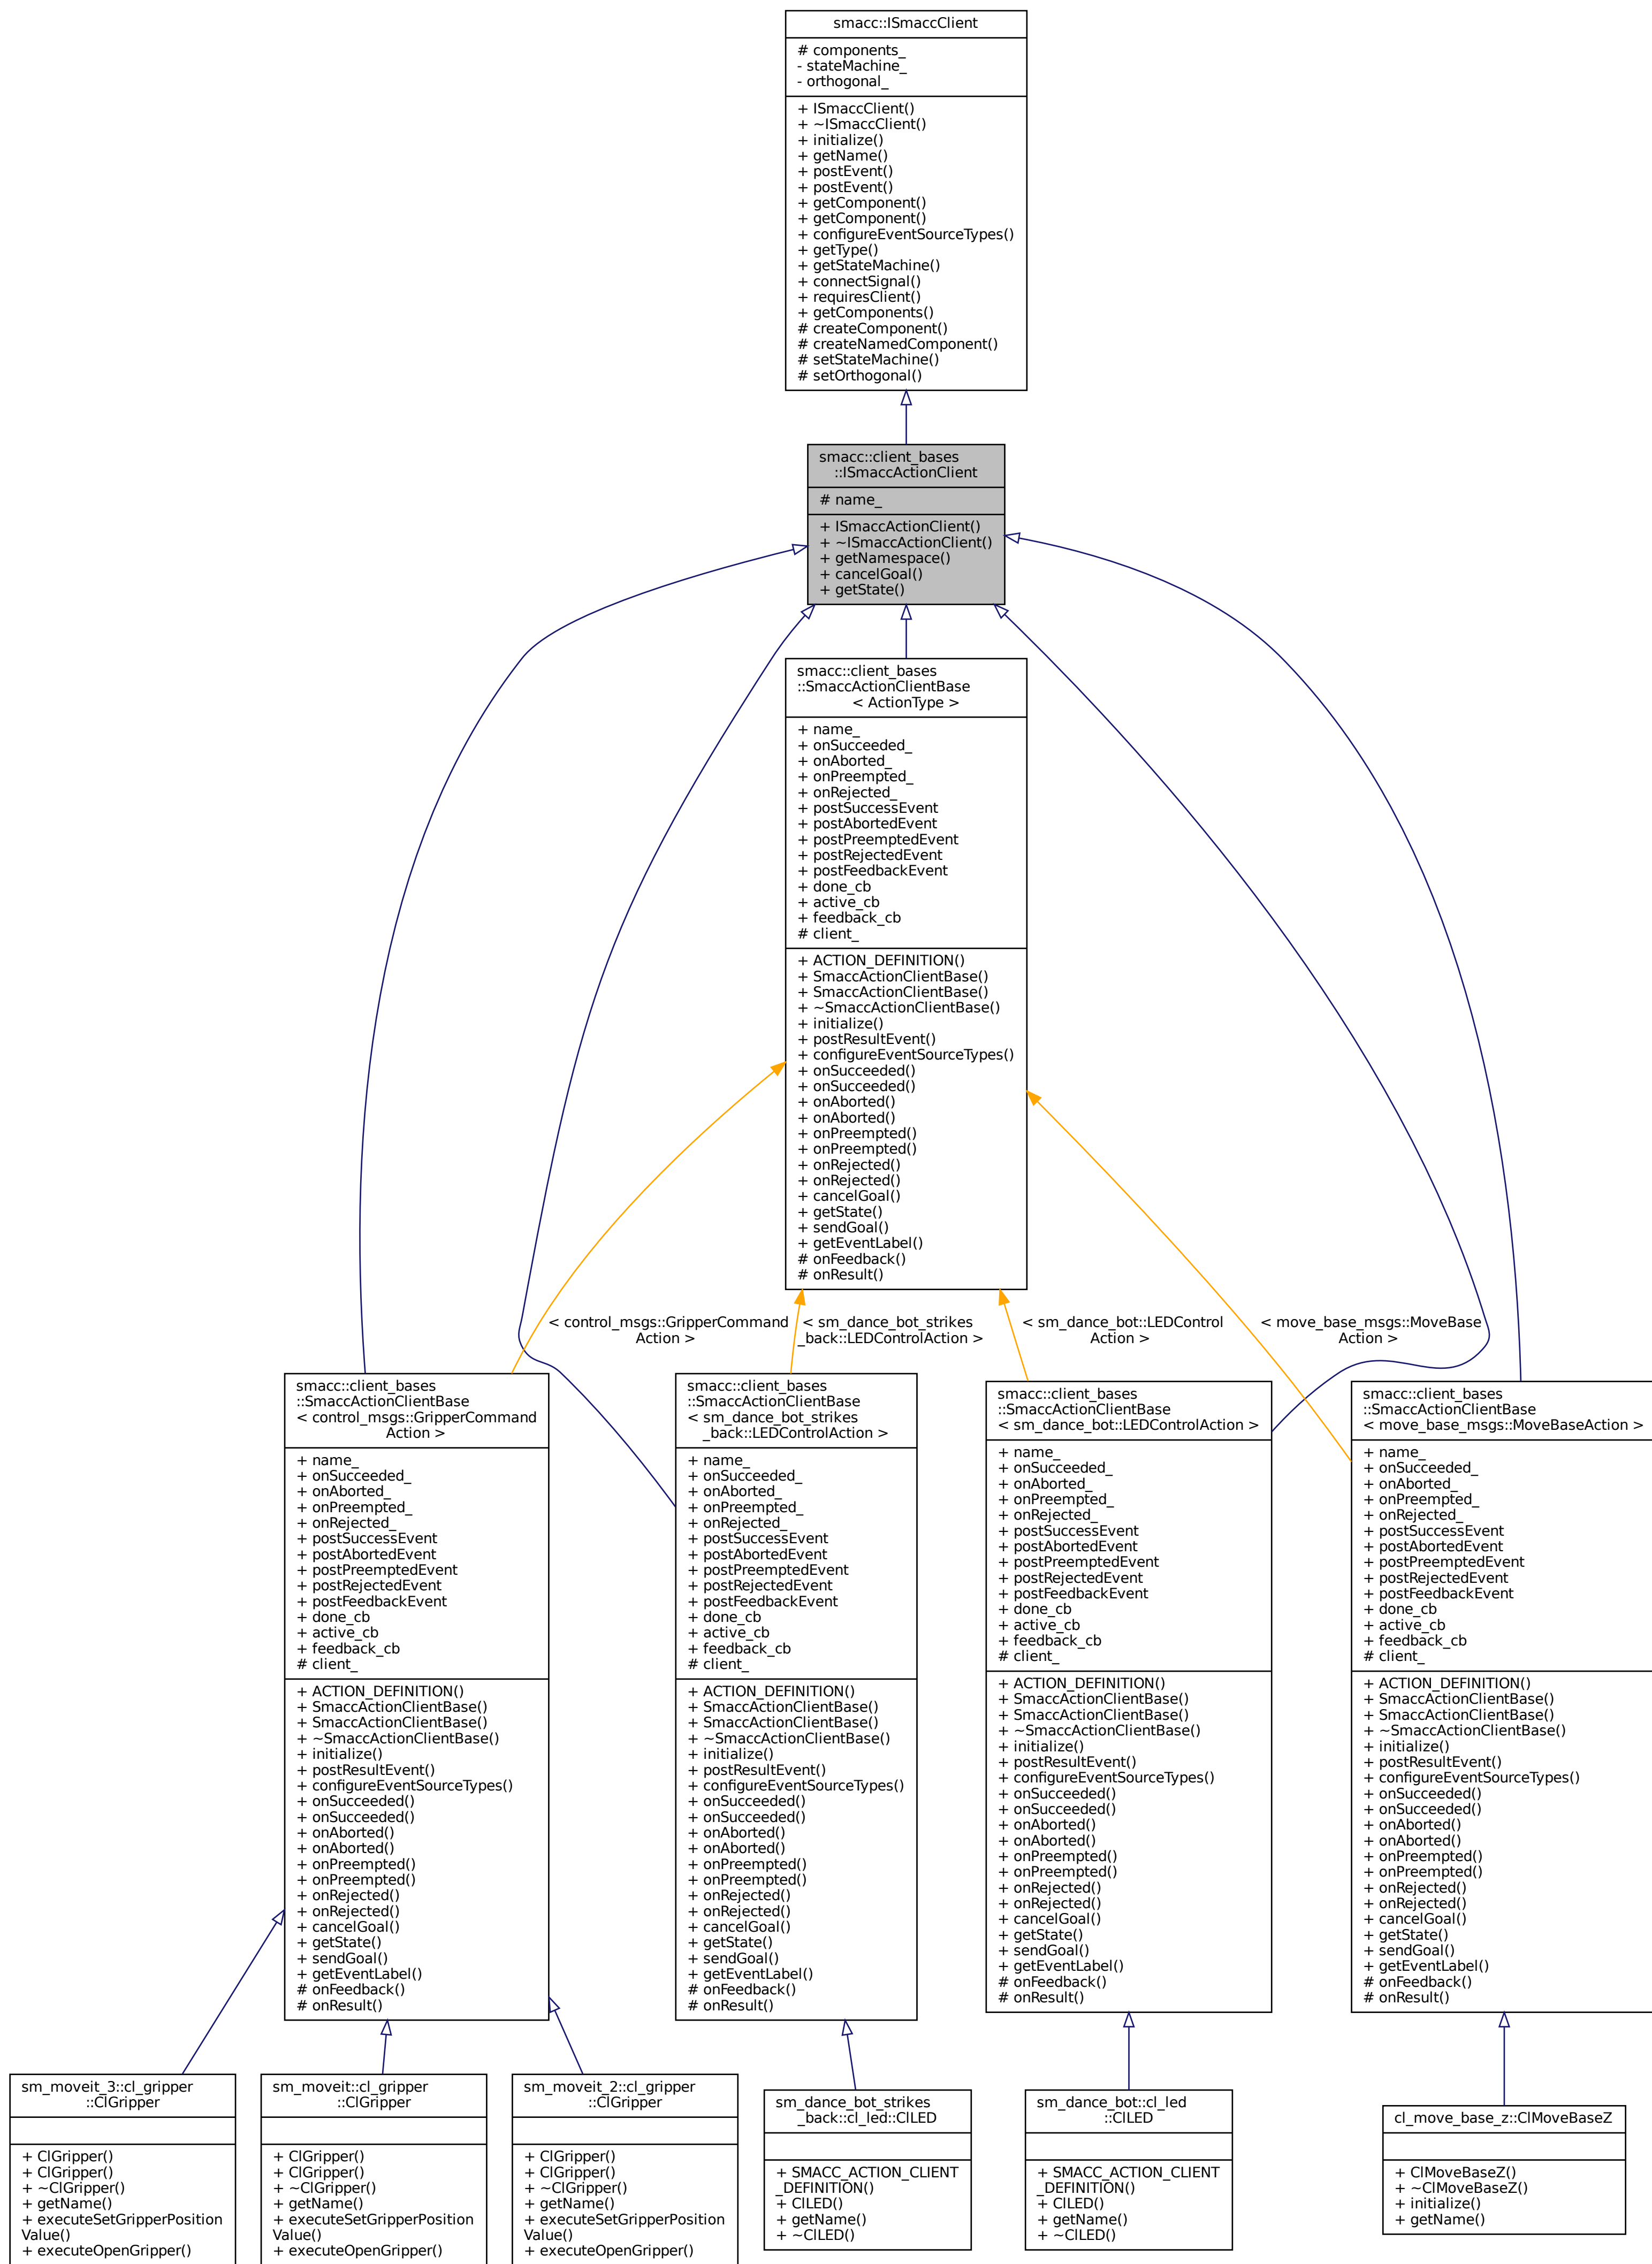 smacc::ISmaccClient
# components_
- stateMachine_
- orthogonal_
+ ISmaccClient()
+ ~ISmaccClient()
+ initialize()
+ getName()
+ postEvent()
+ postEvent()
+ getComponent()
+ getComponent()
+ configureEventSourceTypes()
+ getType()
+ getStateMachine()
+ connectSignal()
+ requiresClient()
+ getComponents()
# createComponent()
# createNamedComponent()
# setStateMachine()
# setOrthogonal()
smacc::client_bases
::ISmaccActionClient
# name_
+ ISmaccActionClient()
+ ~ISmaccActionClient()
+ getNamespace()
+ cancelGoal()
+ getState()
smacc::client_bases
::SmaccActionClientBase
< ActionType >
+ name_
+ onSucceeded_
+ onAborted_
+ onPreempted_
+ onRejected_
+ postSuccessEvent
+ postAbortedEvent
+ postPreemptedEvent
+ postRejectedEvent
+ postFeedbackEvent
+ done_cb
+ active_cb
+ feedback_cb
# client_
+ ACTION_DEFINITION()
+ SmaccActionClientBase()
+ SmaccActionClientBase()
+ ~SmaccActionClientBase()
+ initialize()
+ postResultEvent()
+ configureEventSourceTypes()
+ onSucceeded()
+ onSucceeded()
+ onAborted()
+ onAborted()
+ onPreempted()
+ onPreempted()
+ onRejected()
+ onRejected()
+ cancelGoal()
+ getState()
+ sendGoal()
+ getEventLabel()
# onFeedback()
# onResult()
< control_msgs::GripperCommand
Action >
< sm_dance_bot_strikes
_back::LEDControlAction >
< sm_dance_bot::LEDControl
Action >
< move_base_msgs::MoveBase
Action >
smacc::client_bases
::SmaccActionClientBase
< control_msgs::GripperCommand
Action >
+ name_
+ onSucceeded_
+ onAborted_
+ onPreempted_
+ onRejected_
+ postSuccessEvent
+ postAbortedEvent
+ postPreemptedEvent
+ postRejectedEvent
+ postFeedbackEvent
+ done_cb
+ active_cb
+ feedback_cb
# client_
+ ACTION_DEFINITION()
+ SmaccActionClientBase()
+ SmaccActionClientBase()
+ ~SmaccActionClientBase()
+ initialize()
+ postResultEvent()
+ configureEventSourceTypes()
+ onSucceeded()
+ onSucceeded()
+ onAborted()
+ onAborted()
+ onPreempted()
+ onPreempted()
+ onRejected()
+ onRejected()
+ cancelGoal()
+ getState()
+ sendGoal()
+ getEventLabel()
# onFeedback()
# onResult()
smacc::client_bases
::SmaccActionClientBase
< sm_dance_bot_strikes
_back::LEDControlAction >
+ name_
+ onSucceeded_
+ onAborted_
+ onPreempted_
+ onRejected_
+ postSuccessEvent
+ postAbortedEvent
+ postPreemptedEvent
+ postRejectedEvent
+ postFeedbackEvent
+ done_cb
+ active_cb
+ feedback_cb
# client_
+ ACTION_DEFINITION()
+ SmaccActionClientBase()
+ SmaccActionClientBase()
+ ~SmaccActionClientBase()
+ initialize()
+ postResultEvent()
+ configureEventSourceTypes()
+ onSucceeded()
+ onSucceeded()
+ onAborted()
+ onAborted()
+ onPreempted()
+ onPreempted()
+ onRejected()
+ onRejected()
+ cancelGoal()
+ getState()
+ sendGoal()
+ getEventLabel()
# onFeedback()
# onResult()
smacc::client_bases
::SmaccActionClientBase
< sm_dance_bot::LEDControlAction >
+ name_
+ onSucceeded_
+ onAborted_
+ onPreempted_
+ onRejected_
+ postSuccessEvent
+ postAbortedEvent
+ postPreemptedEvent
+ postRejectedEvent
+ postFeedbackEvent
+ done_cb
+ active_cb
+ feedback_cb
# client_
+ ACTION_DEFINITION()
+ SmaccActionClientBase()
+ SmaccActionClientBase()
+ ~SmaccActionClientBase()
+ initialize()
+ postResultEvent()
+ configureEventSourceTypes()
+ onSucceeded()
+ onSucceeded()
+ onAborted()
+ onAborted()
+ onPreempted()
+ onPreempted()
+ onRejected()
+ onRejected()
+ cancelGoal()
+ getState()
+ sendGoal()
+ getEventLabel()
# onFeedback()
# onResult()
smacc::client_bases
::SmaccActionClientBase
< move_base_msgs::MoveBaseAction >
+ name_
+ onSucceeded_
+ onAborted_
+ onPreempted_
+ onRejected_
+ postSuccessEvent
+ postAbortedEvent
+ postPreemptedEvent
+ postRejectedEvent
+ postFeedbackEvent
+ done_cb
+ active_cb
+ feedback_cb
# client_
+ ACTION_DEFINITION()
+ SmaccActionClientBase()
+ SmaccActionClientBase()
+ ~SmaccActionClientBase()
+ initialize()
+ postResultEvent()
+ configureEventSourceTypes()
+ onSucceeded()
+ onSucceeded()
+ onAborted()
+ onAborted()
+ onPreempted()
+ onPreempted()
+ onRejected()
+ onRejected()
+ cancelGoal()
+ getState()
+ sendGoal()
+ getEventLabel()
# onFeedback()
# onResult()
sm_moveit_3::cl_gripper
::ClGripper
+ ClGripper()
+ ClGripper()
+ ~ClGripper()
+ getName()
+ executeSetGripperPosition
Value()
+ executeOpenGripper()
sm_moveit::cl_gripper
::ClGripper
+ ClGripper()
+ ClGripper()
+ ~ClGripper()
+ getName()
+ executeSetGripperPosition
Value()
+ executeOpenGripper()
sm_moveit_2::cl_gripper
::ClGripper
+ ClGripper()
+ ClGripper()
+ ~ClGripper()
+ getName()
+ executeSetGripperPosition
Value()
+ executeOpenGripper()
sm_dance_bot_strikes
_back::cl_led::ClLED
+ SMACC_ACTION_CLIENT
_DEFINITION()
+ ClLED()
+ getName()
+ ~ClLED()
sm_dance_bot::cl_led
::ClLED
+ SMACC_ACTION_CLIENT
_DEFINITION()
+ ClLED()
+ getName()
+ ~ClLED()
cl_move_base_z::ClMoveBaseZ
+ ClMoveBaseZ()
+ ~ClMoveBaseZ()
+ initialize()
+ getName()